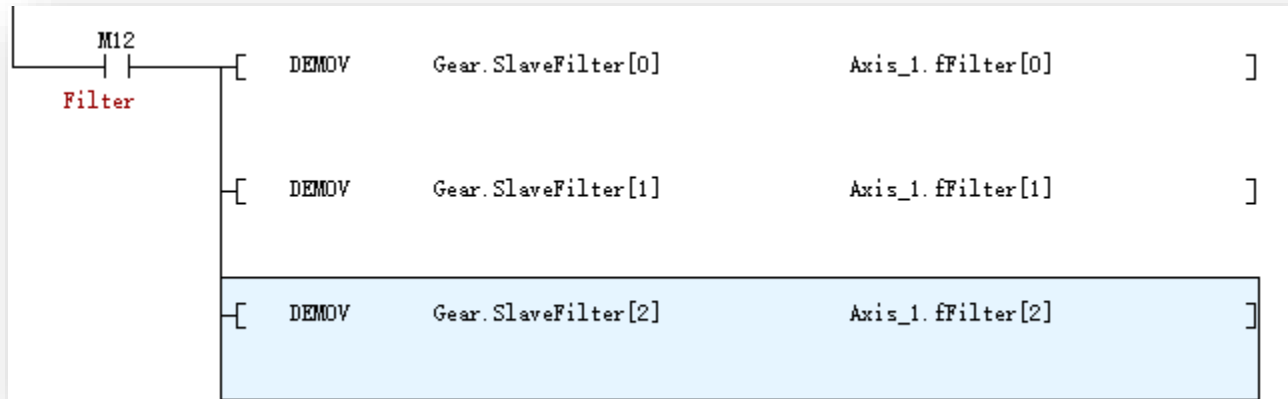 M12
DEMOV Gear.SlaveFilter[0] Axis_1.fFilter[0]
Filter
DEMOV Gear.SlaveFilter[1] Axis_1.fFilter[1]
DEMOV Gear.SlaveFilter[2] Axis_1.fFilter[2]